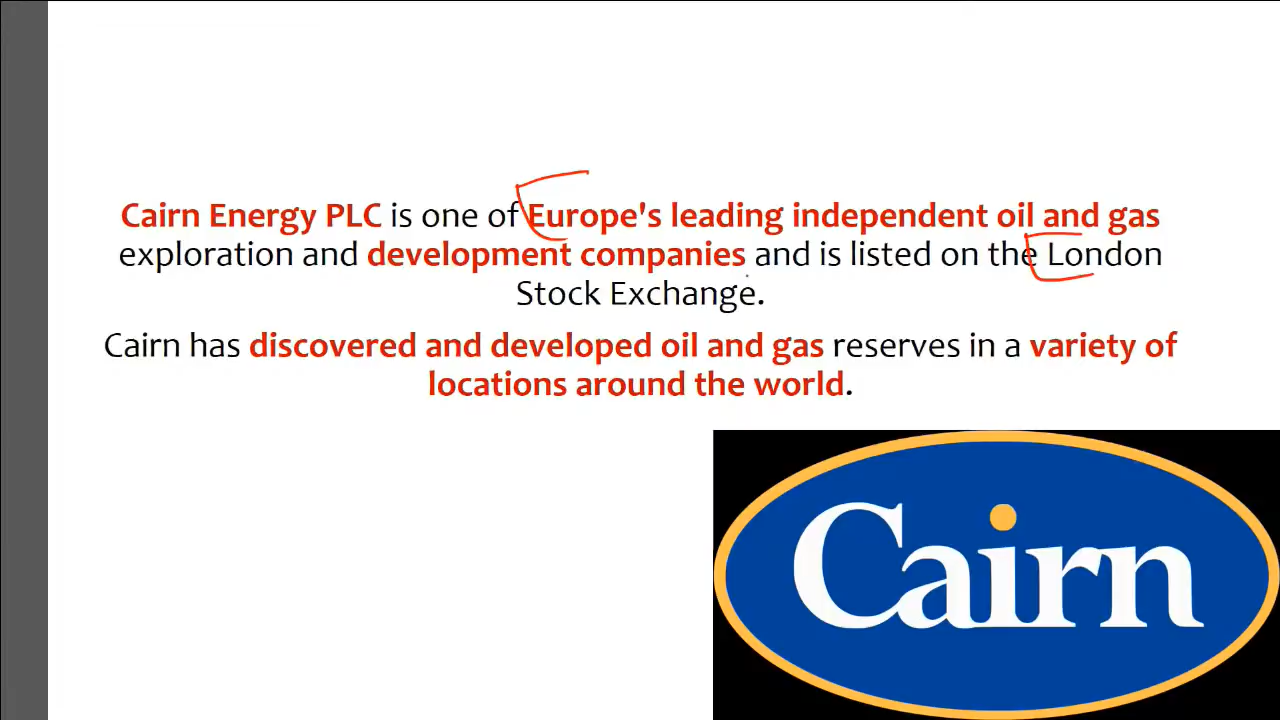 Cairn Energy PLC is one of Europe's leading independent oil and gas
exploration and development companies and is listed on the London
Stock Exchange.
Cairn has discovered and developed oil and gas reserves in a variety of
locations around the world.
Cairn